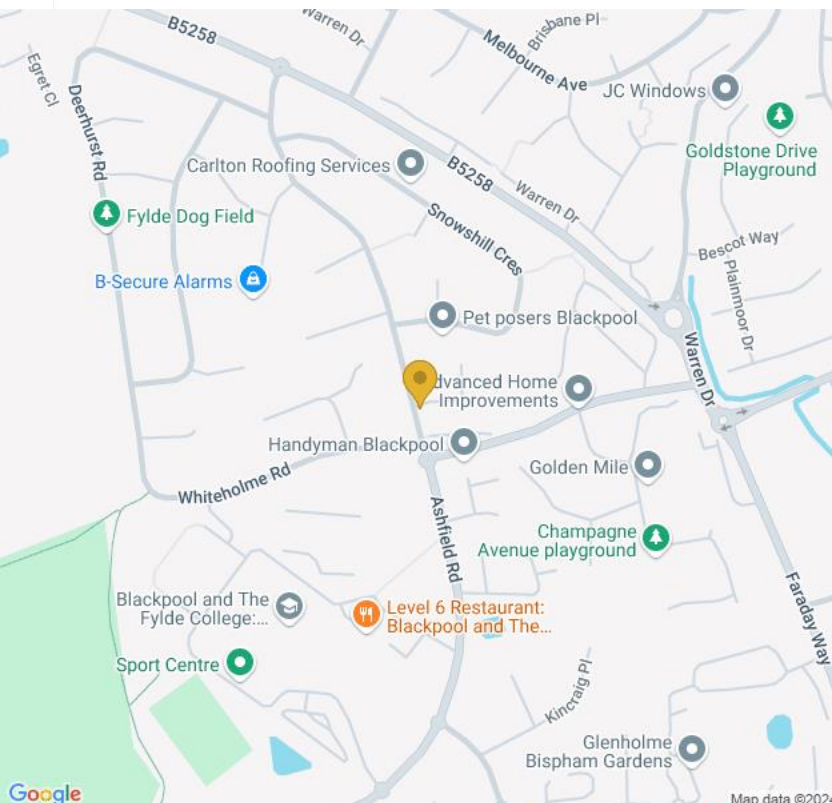 B5258
Warren Dr
Brisbane Pl
Melbourne Ave
Egret Cl
Deerhurst Rd
JC Windows
Goldstone Drive
Playground
Carlton Roofing Services
B5258
Warren Dr
Snowshill Cres
Fylde Dog Field
Bescot Way
Plainmoor Dr
B-Secure Alarms
Pet posers Blackpool
Warren Dr
dvanced Home
Improvements
Handyman Blackpool
Golden Mile
Whiteholme Rd
Ashfield Rd
Champagne
Avenue playground
Faraday Way
Blackpool and The
Fylde College:...
Level 6 Restaurant:
Blackpool and The...
Sport Centre
Kincraig Pl
Glenholme
Bispham Gardens
Google
Map data ©2024